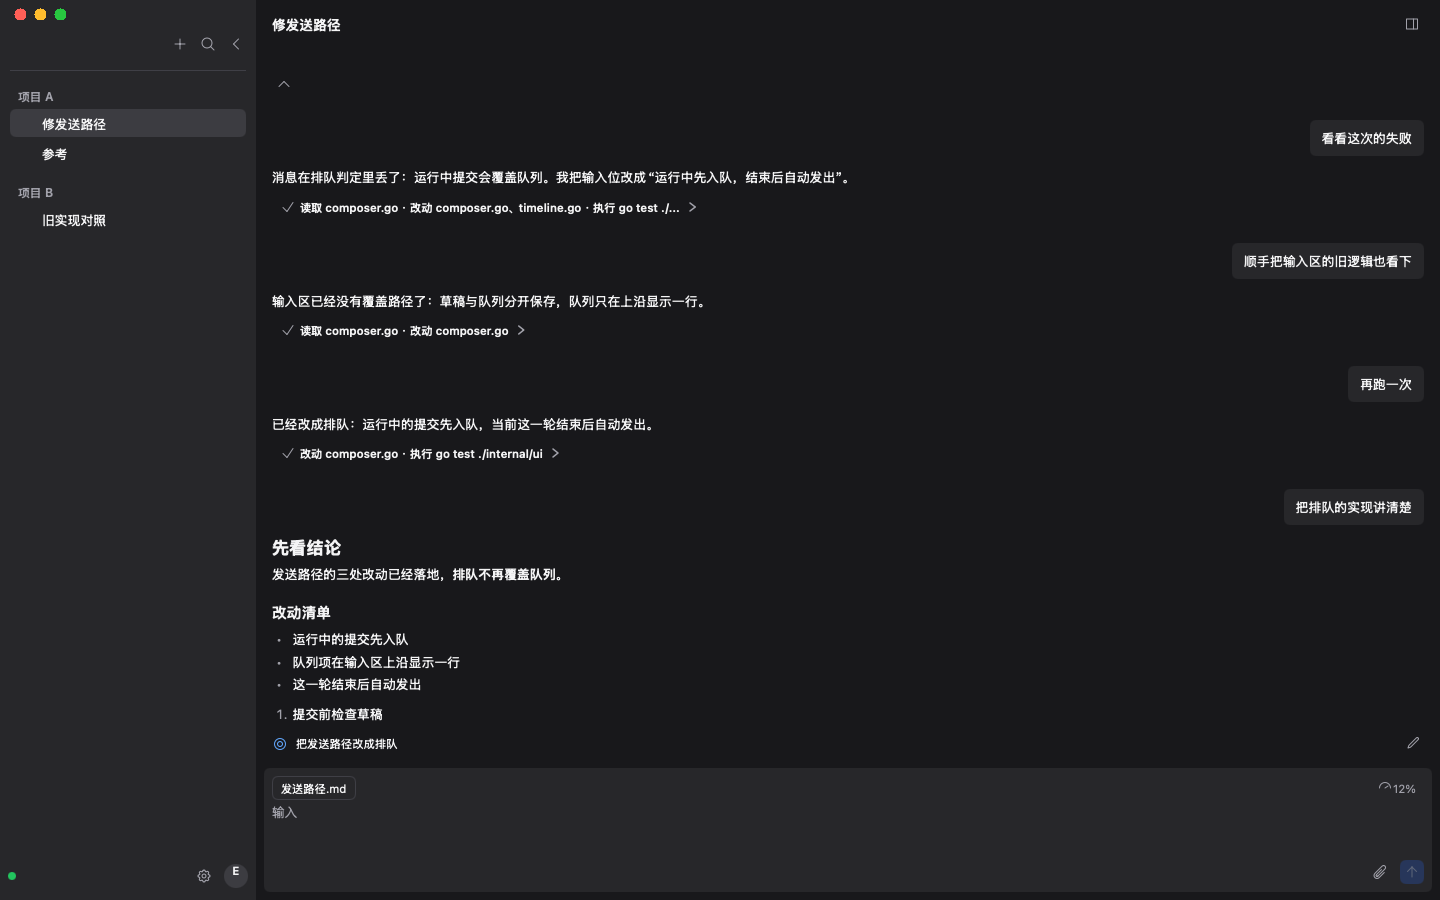 修发送路径
项目 A
修发送路径
参考
项目 B
旧实现对照
E
看看这次的失败
消息在排队判定里丢了：运行中提交会覆盖队列。我把输入位改成 “运行中先入队，结束后自动发出”。
读取 composer.go · 改动 composer.go、timeline.go · 执行 go test ./...
顺手把输入区的旧逻辑也看下
输入区已经没有覆盖路径了：草稿与队列分开保存，队列只在上沿显示一行。
读取 composer.go · 改动 composer.go
再跑一次
已经改成排队：运行中的提交先入队，当前这一轮结束后自动发出。
改动 composer.go · 执行 go test ./internal/ui
把排队的实现讲清楚
先看结论
发送路径的三处改动已经落地，排队不再覆盖队列。
改动清单
• 运行中的提交先入队
• 队列项在输入区上沿显示一行
• 这一轮结束后自动发出
1. 提交前检查草稿
把发送路径改成排队
发送路径.md
12%
输入